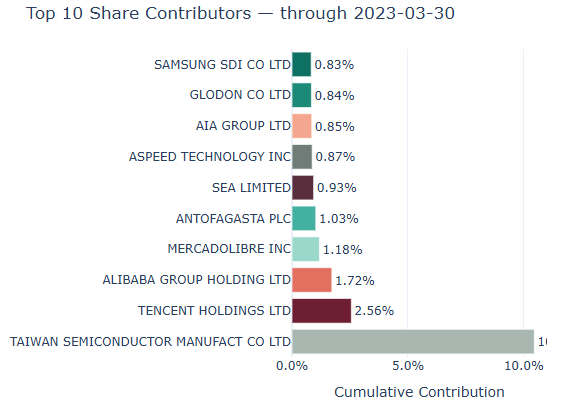 Top 10 Share Contributors — through 2023-03-30
SAMSUNG SDI CO LTD 0.83%
GLODON CO LTD 0.84%
AIA GROUP LTD 0.85%
ASPEED TECHNOLOGY INC 0.87%
SEA LIMITED 0.93%
ANTOFAGASTA PLC 1.03%
MERCADOLIBRE INC 1.18%
ALIBABA GROUP HOLDING LTD 1.72%
TENCENT HOLDINGS LTD 2.56%
TAIWAN SEMICONDUCTOR MANUFACT CO LTD
0.0% 5.0% 10.0%
Cumulative Contribution